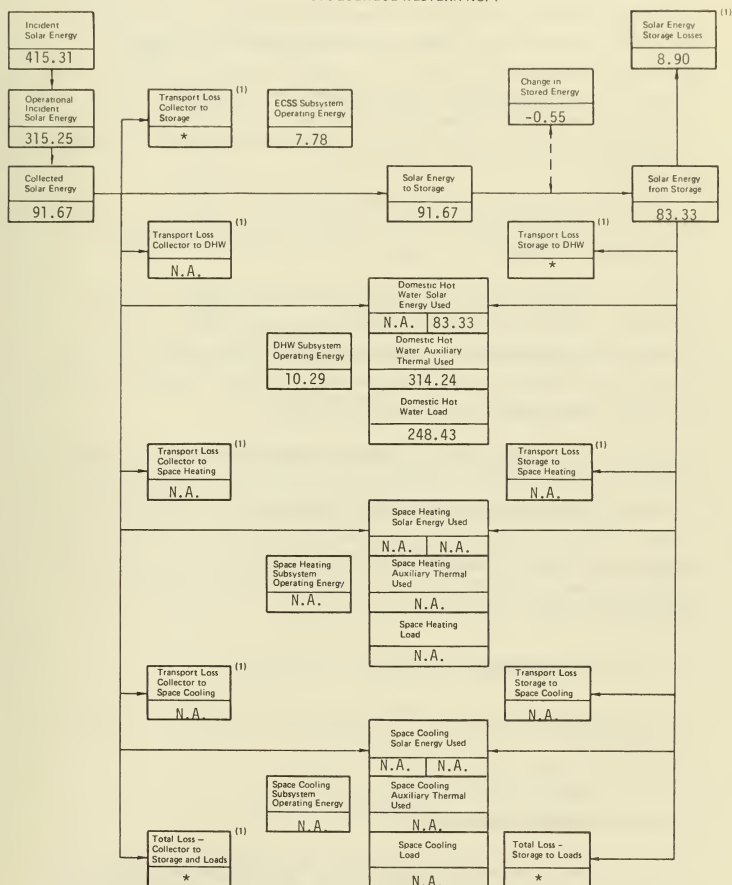 Incident
Solar Energy
415.31
Solar Energy
Storage Losses
(1)
8.90
Change in
Stored Energy
-0.55
Operational
Incident
Solar Energy
315.25
Transport Loss
Collector to
Storage
(1)
*
ECSS Subsystem
Operating Energy
7.78
Collected
Solar Energy
91.67
Solar Energy
to Storage
91.67
Solar Energy
from Storage
83.33
Transport Loss
Collector to DHW
(1)
N.A.
Transport Loss
Storage to DHW
(1)
*
Domestic Hot
Water Solar
Energy Used
N.A. 83.33
Domestic Hot
Water Auxiliary
Thermal Used
314.24
Domestic Hot
Water Load
248.43
DHW Subsystem
Operating Energy
10.29
Transport Loss
Collector to
Space Heating
(1)
N.A.
Transport Loss
Storage to
Space Heating
(1)
N.A.
Space Heating
Solar Energy Used
N.A. N.A.
Space Heating
Auxiliary Thermal
Used
N.A.
Space Heating
Load
N.A.
Space Heating
Subsystem
Operating Energy
N.A.
Transport Loss
Collector to
Space Cooling
(1)
N.A.
Transport Loss
Storage to
Space Cooling
N.A.
Space Cooling
Solar Energy Used
N.A. N.A.
Space Cooling
Auxiliary Thermal
Used
N.A.
Space Cooling
Load
N.A
Space Cooling
Subsystem
Operating Energy
N.A.
Total Loss –
Collector to
Storage and Loads
(1)
*
Total Loss -
Storage to Loads
*